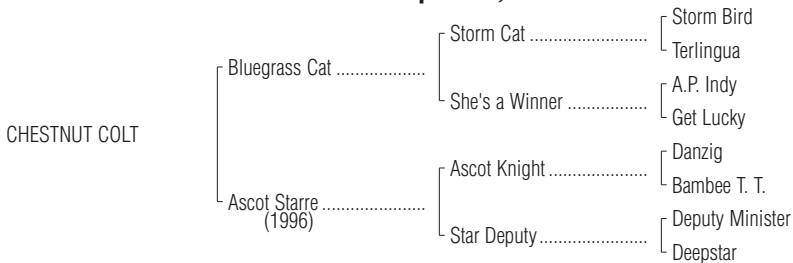 Storm Bird
Storm Cat ....................
Terlingua
Bluegrass Cat ...................
A.P. Indy
She's a Winner .................
Get Lucky
CHESTNUT COLT
Danzig
Ascot Knight .....................
Bambee T. T.
Ascot Starre ......................
(1996)
Deputy Minister
Star Deputy.......................
Deepstar